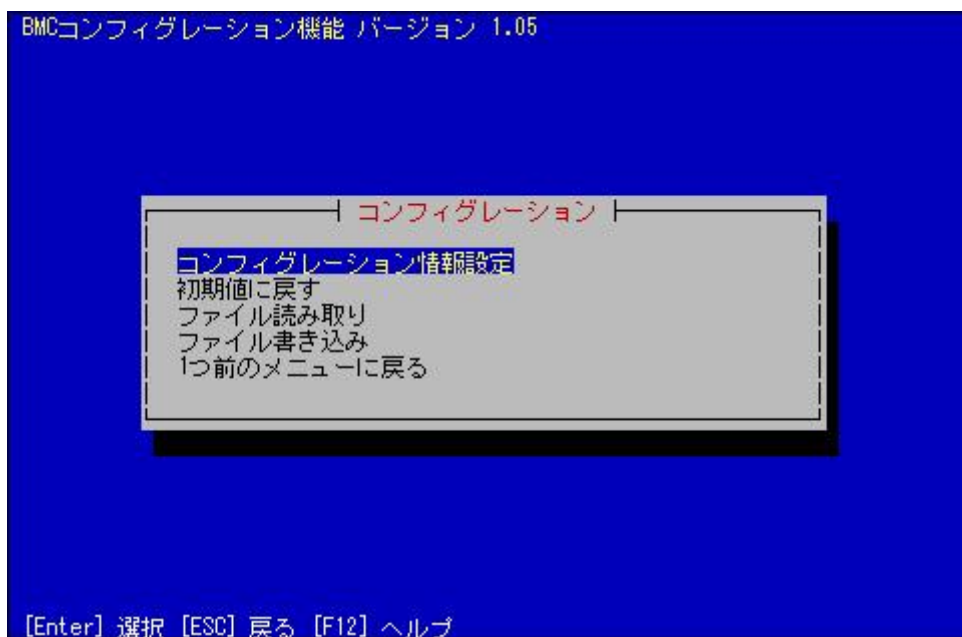 BMCコンフィグレーション機能 バージョン 1.05
コンフィグレーション
コンフィグレーション情報設定
初期値に戻す
ファイル読み取り
ファイル書き込み
1つ前のメニューに戻る
[Enter] 選択 [ESC] 戻る [F12] ヘルプ